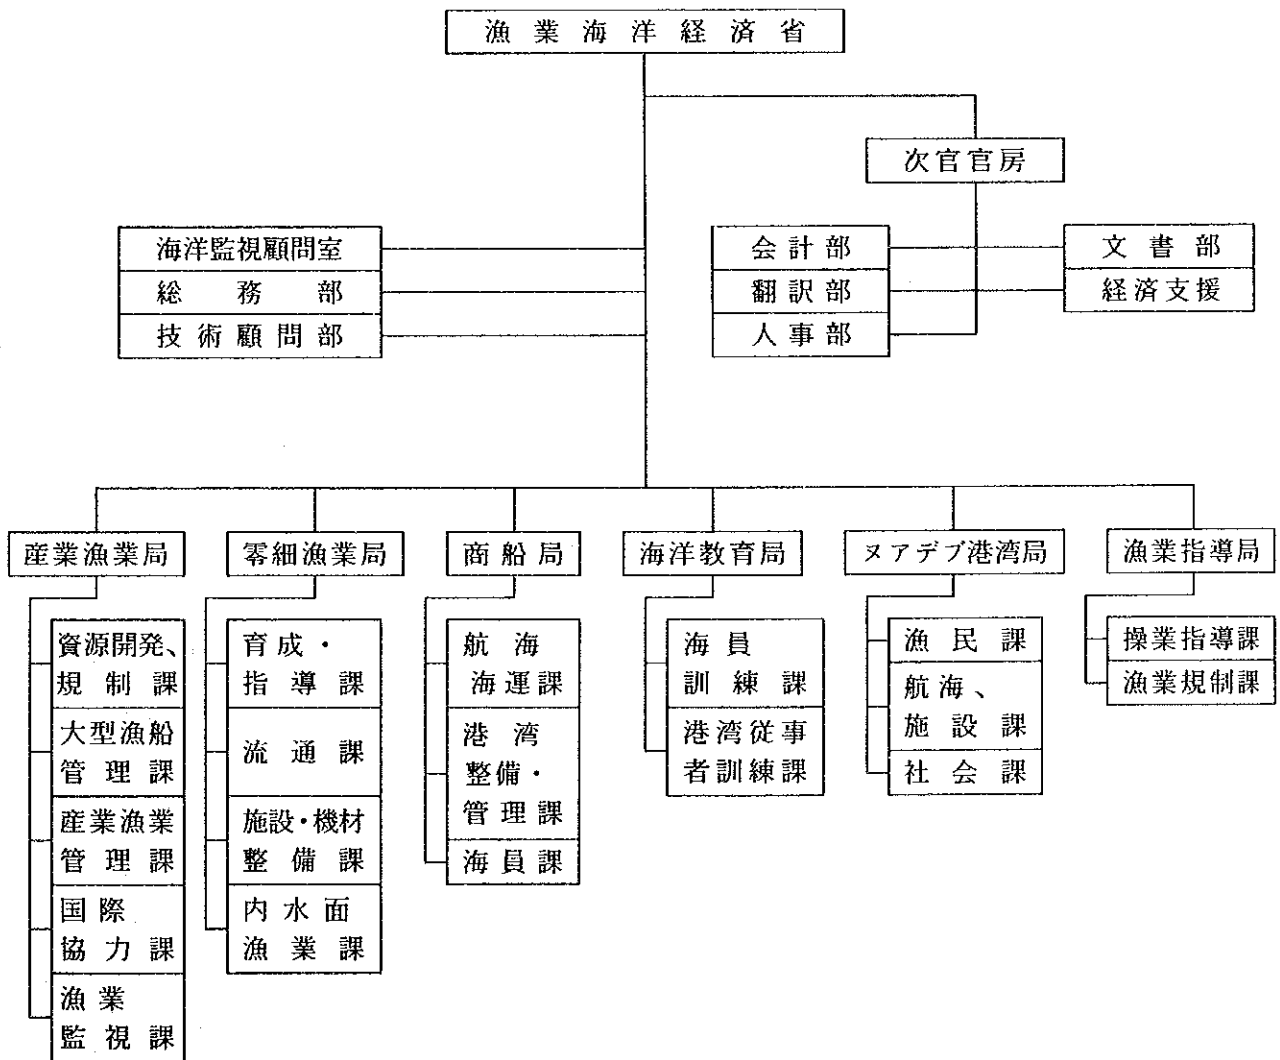 漁業海洋経済省
次官官房
海洋監視顧問室
総務部
技術顧問部
会計部
翻訳部
人事部
文書部
経済支援
産業漁業局
資源開発、
規制課
大型漁船
管理課
産業漁業
管理課
国際
協力課
漁業
監視課
零細漁業局
育成・
指導課
流通課
施設・機材
整備課
内水面
漁業課
商船局
航海
海運課
港湾
整備・
管理課
海員課
海洋教育局
海員
訓練課
港湾従事
者訓練課
ヌアデブ港湾局
漁民課
航海、
施設課
社会課
漁業指導局
操業指導課
漁業規制課